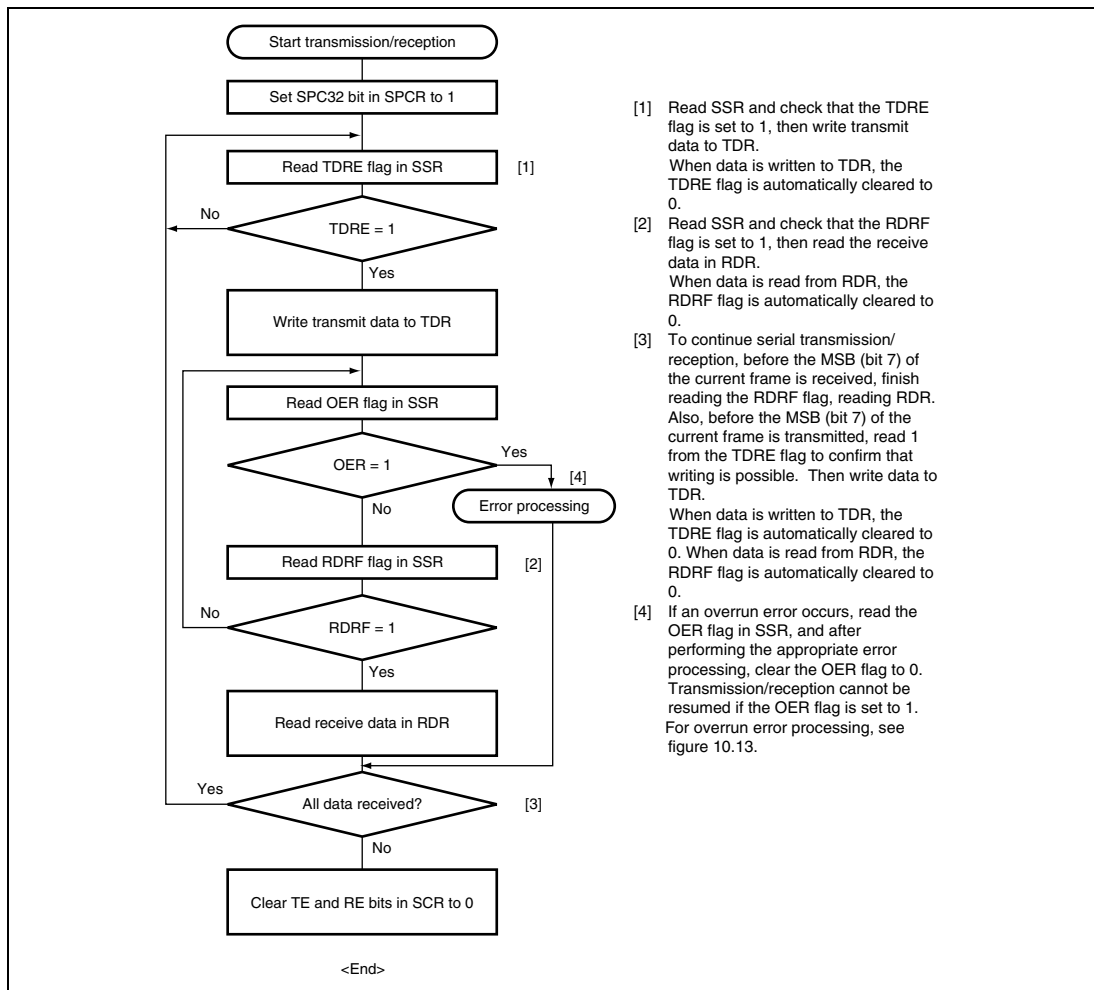 Start transmission/reception
Set SPC32 bit in SPCR to 1
Read TDRE flag in SSR
[1]
No
TDRE = 1
Yes
Write transmit data to TDR
Read OER flag in SSR
OER = 1
Yes
[4]
Error processing
No
Read RDRF flag in SSR
[2]
No
RDRF = 1
Yes
Read receive data in RDR
Yes
All data received?
[3]
No
Clear TE and RE bits in SCR to 0
<End>
[1] Read SSR and check that the TDRE
flag is set to 1, then write transmit
data to TDR.
When data is written to TDR, the
TDRE flag is automatically cleared to
0.
[2] Read SSR and check that the RDRF
flag is set to 1, then read the receive
data in RDR.
When data is read from RDR, the
RDRF flag is automatically cleared to
0.
[3] To continue serial transmission/
reception, before the MSB (bit 7) of
the current frame is received, finish
reading the RDRF flag, reading RDR.
Also, before the MSB (bit 7) of the
current frame is transmitted, read 1
from the TDRE flag to confirm that
writing is possible. Then write data to
TDR.
When data is written to TDR, the
TDRE flag is automatically cleared to
0. When data is read from RDR, the
RDRF flag is automatically cleared to
0.
[4] If an overrun error occurs, read the
OER flag in SSR, and after
performing the appropriate error
processing, clear the OER flag to 0.
Transmission/reception cannot be
resumed if the OER flag is set to 1.
For overrun error processing, see
figure 10.13.